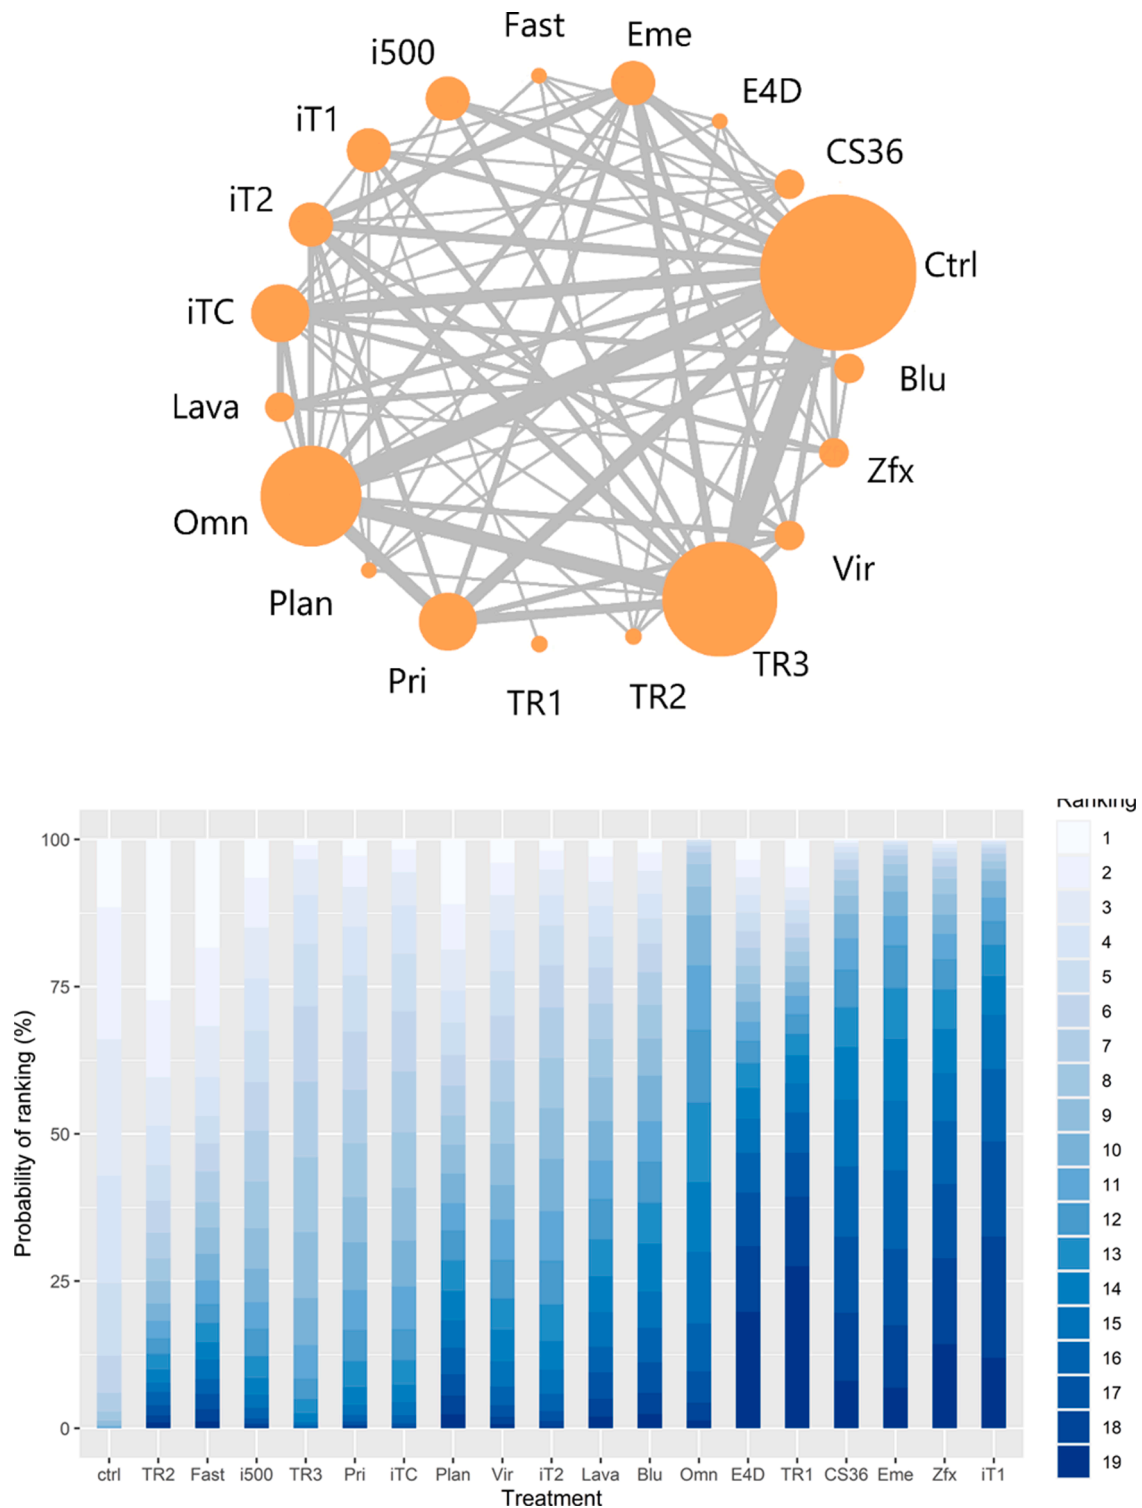 Fast
Eme
i500
E4D
iT1
CS36
iT2
Ctrl
iTC
Blu
Lava
Zfx
Omn
Vir
Plan
TR3
Pri
TR1
TR2
Ranking
Probability of ranking (%)
100
75
50
25
0
1
2
3
4
5
6
7
8
9
10
11
12
13
14
15
16
17
18
19
ctrl TR2 Fast i500 TR3 Pri iTC Plan Vir iT2 Lava Blu Omn E4D TR1 CS36 Eme Zfx iT1
Treatment